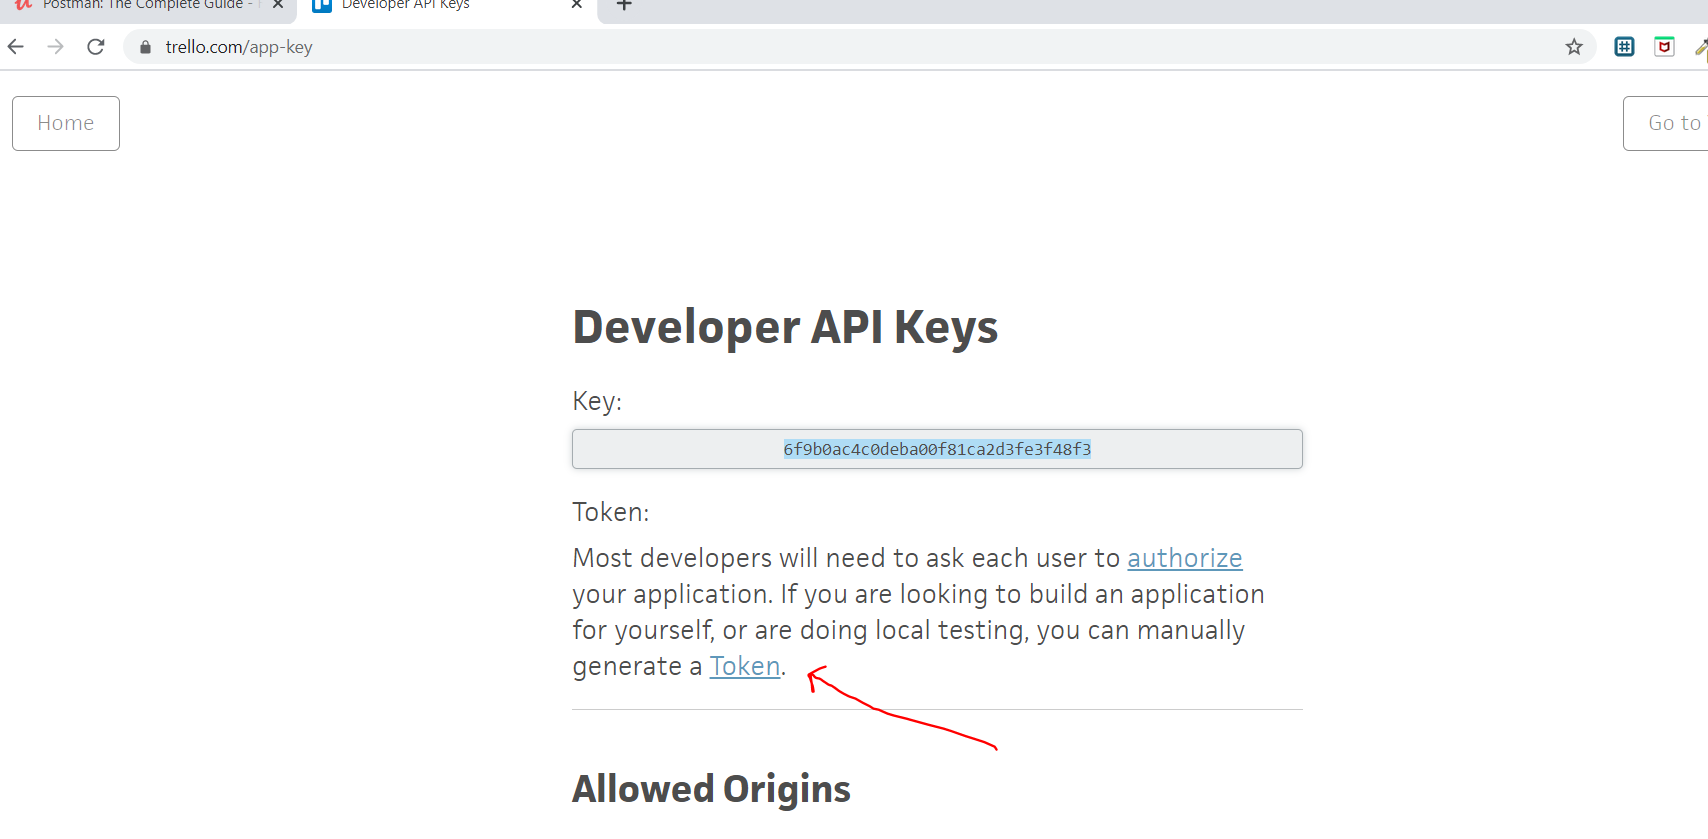 Postman: The Complete Guide -
Developer API Keys
trello.com/app-key
Home
Go to
Developer API Keys
Key:
6f9b0ac4c0deba00f81ca2d3fe3f48f3
Token:
Most developers will need to ask each user to authorize
your application. If you are looking to build an application
for yourself, or are doing local testing, you can manually
generate a Token.
Allowed Origins